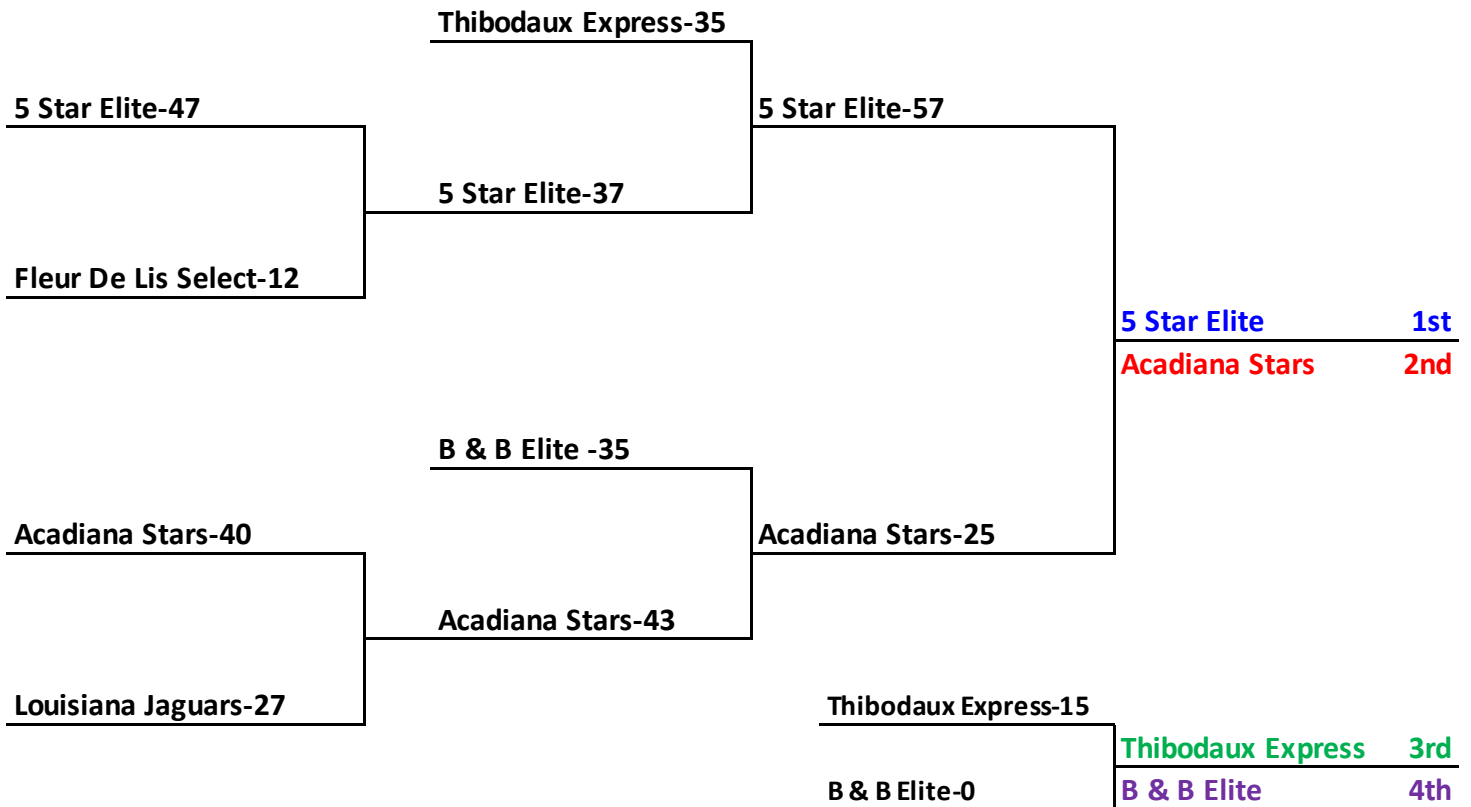 Thibodaux Express-35
5 Star Elite-47
5 Star Elite-57
5 Star Elite-37
Fleur De Lis Select-12
5 Star Elite 1st
Acadiana Stars 2nd
B & B Elite -35
Acadiana Stars-40
Acadiana Stars-25
Acadiana Stars-43
Louisiana Jaguars-27
Thibodaux Express-15
Thibodaux Express 3rd
B & B Elite-0
B & B Elite 4th